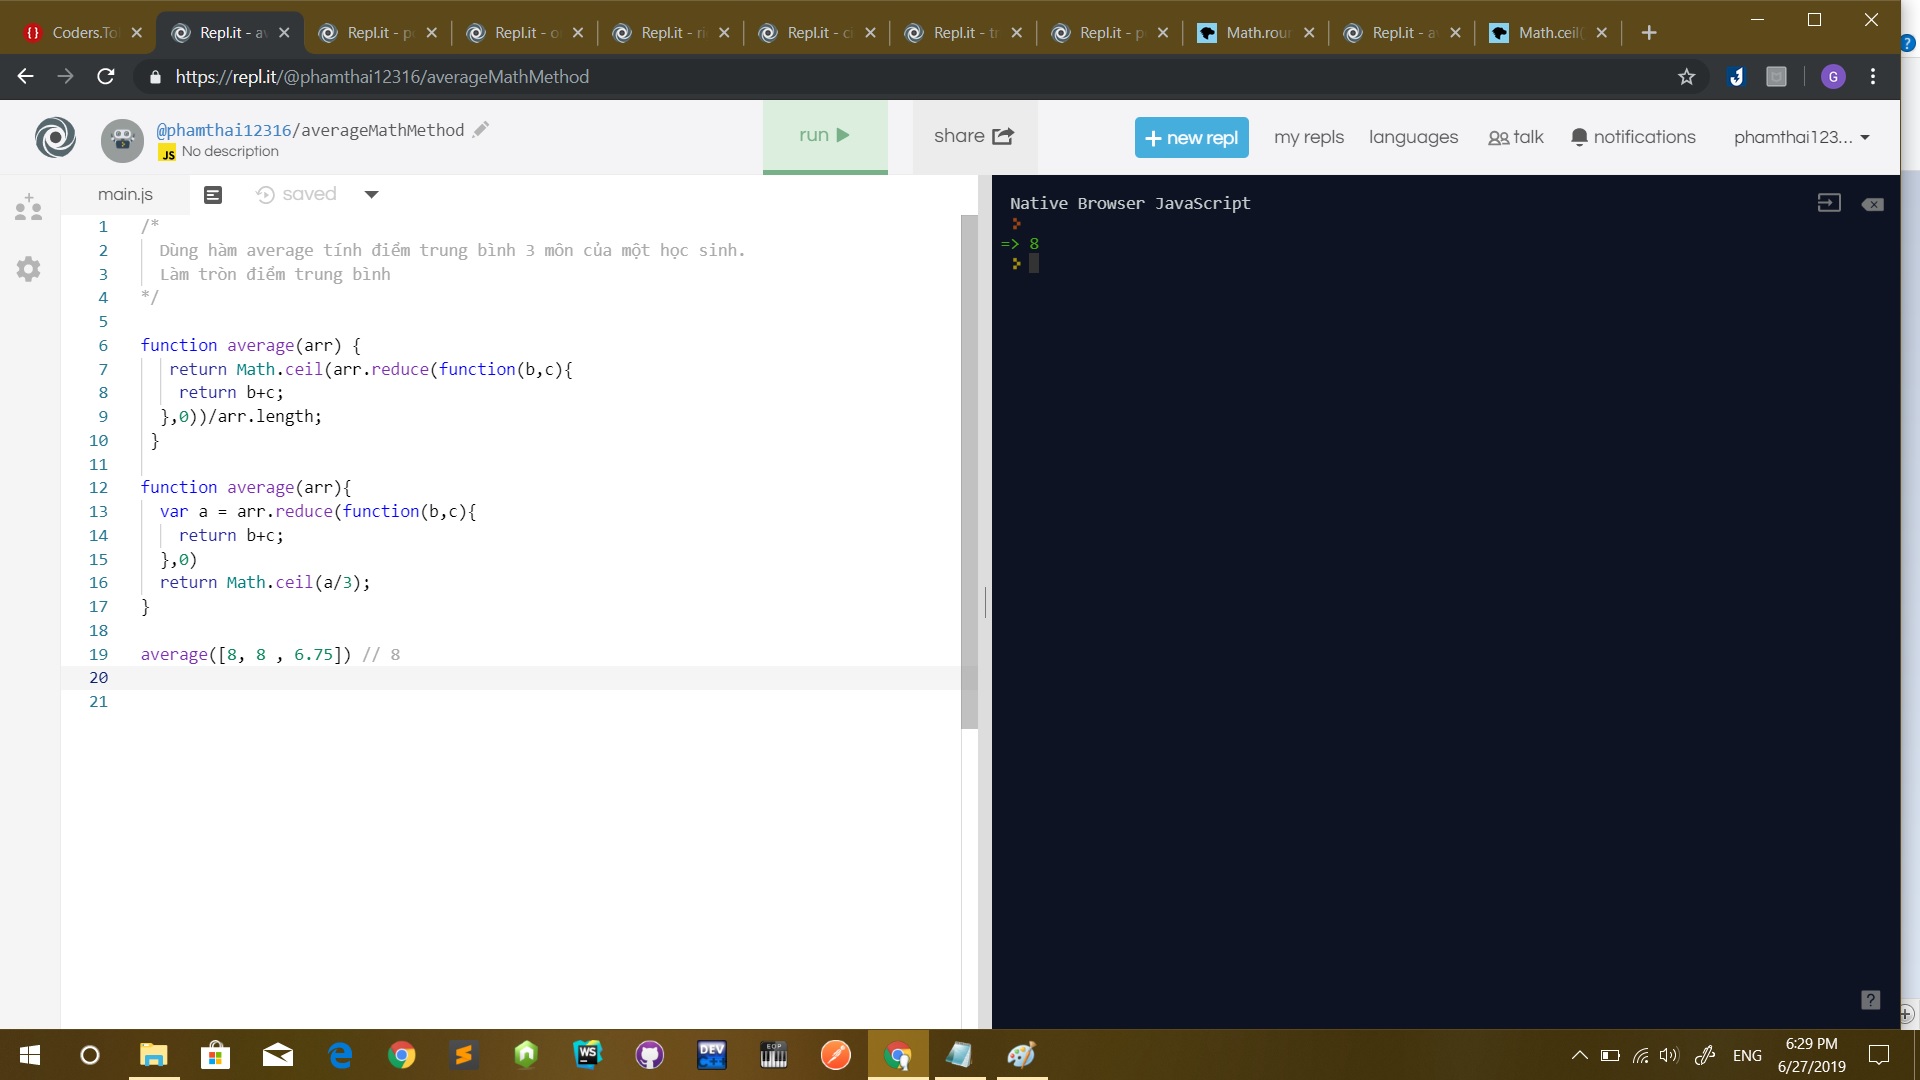 Coders.To
Repl.it - a
Repl.it - p
Repl.it - o
Repl.it - ri
Repl.it - ci
Repl.it - tr
Repl.it - p
Math.rour
Repl.it - a
Math.ceil(
https://repl.it/@phamthai12316/averageMathMethod
G
@phamthai12316/averageMathMethod
JS No description
run
share
+ new repl
my repls
languages
talk
notifications
phamthai123...
main.js
saved
1 /*
2 Dùng hàm average tính điểm trung bình 3 môn của một học sinh.
3 Làm tròn điểm trung bình
4 */
5
6 function average(arr) {
7 return Math.ceil(arr.reduce(function(b,c){
8 return b+c;
9 },0))/arr.length;
10 }
11
12 function average(arr){
13 var a = arr.reduce(function(b,c){
14 return b+c;
15 },0)
16 return Math.ceil(a/3);
17 }
18
19 average([8, 8 , 6.75]) // 8
20
21
Native Browser JavaScript
=> 8
?
WS
DEV
C++
EOP
ENG
6:29 PM
6/27/2019